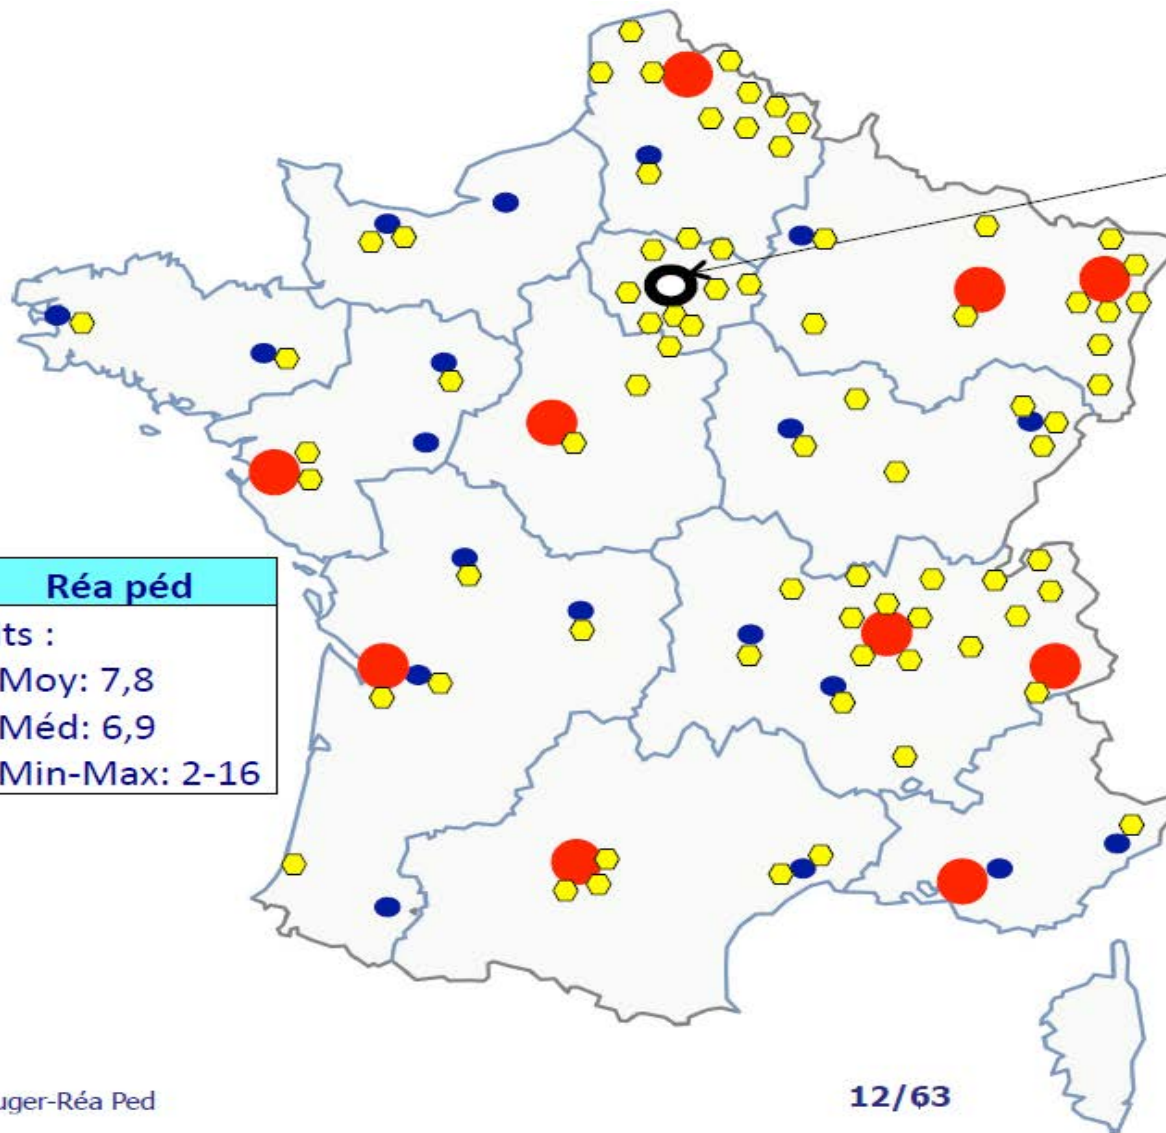 Réa péd
ts :
Moy: 7,8
Méd: 6,9
Min-Max: 2-16
uger-Réa Ped
12/63